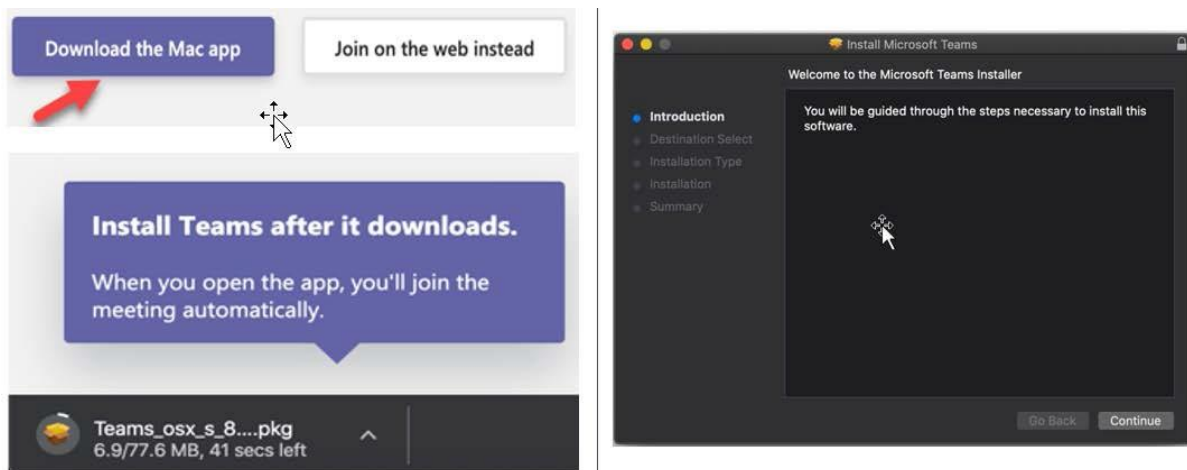 Download the Mac app
Join on the web instead
Install Teams after it downloads.
When you open the app, you'll join the
meeting automatically.
Teams_osx_s_8....pkg
6.9/77.6 MB, 41 secs left
Install Microsoft Teams
Welcome to the Microsoft Teams Installer
Introduction
Destination Select
Installation Type
Installation
Summary
You will be guided through the steps necessary to install this
software.
Go Back
Continue